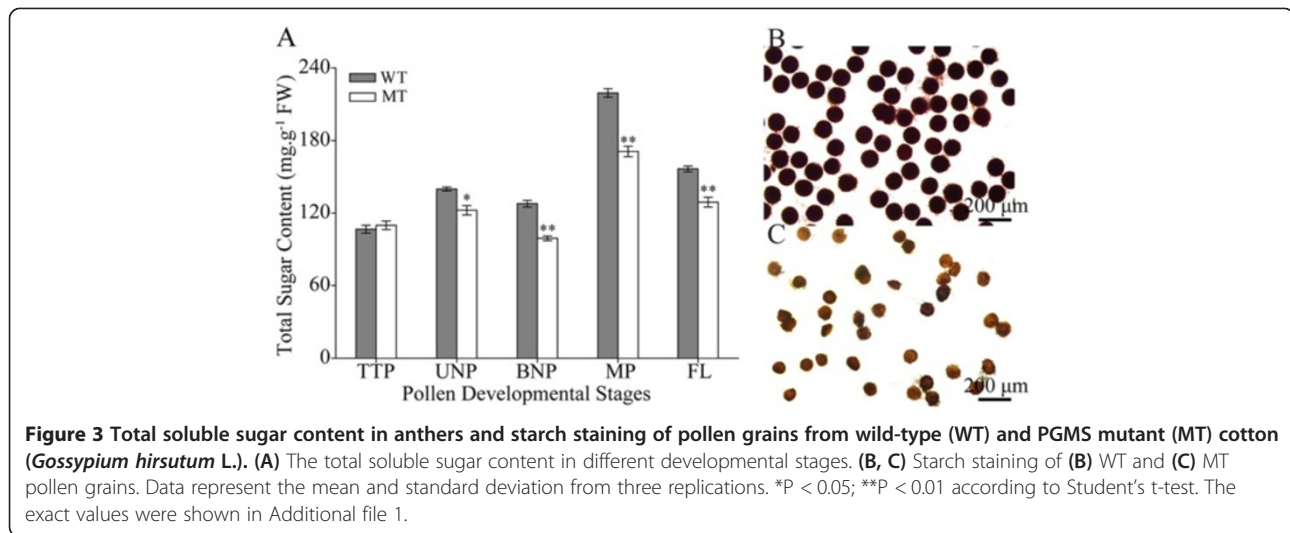 A
B
240
WT
MT
180
120
60
0
Total Sugar Content (mg.g⁻¹ FW)
**
**
*
**
TTP UNP BNP MP FL
Pollen Developmental Stages
200 μm
C
200 μm
Figure 3 Total soluble sugar content in anthers and starch staining of pollen grains from wild-type (WT) and PGMS mutant (MT) cotton
(Gossypium hirsutum L.). (A) The total soluble sugar content in different developmental stages. (B, C) Starch staining of (B) WT and (C) MT
pollen grains. Data represent the mean and standard deviation from three replications. *P < 0.05; **P < 0.01 according to Student's t-test. The
exact values were shown in Additional file 1.